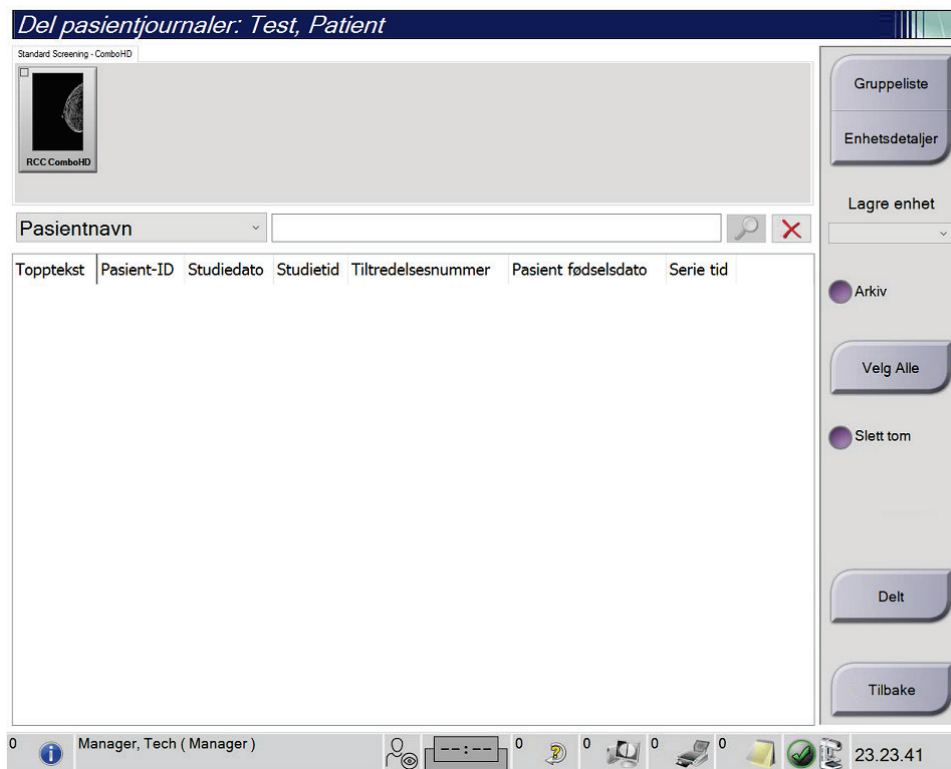 Del pasientjournaler: Test, Patient
Standard Screening - ComboHD
RCC ComboHD
Gruppeliste
Enhetsdetaljer
Lagre enhet
Pasientnavn
Topptekst Pasient-ID Studiedato Studietid Tiltredelsesnummer Pasient fødselsdato Serie tid
Arkiv
Velg Alle
Slett tom
Delt
Tilbake
0 Manager, Tech ( Manager ) --:-- 0 0 0 0 23.23.41